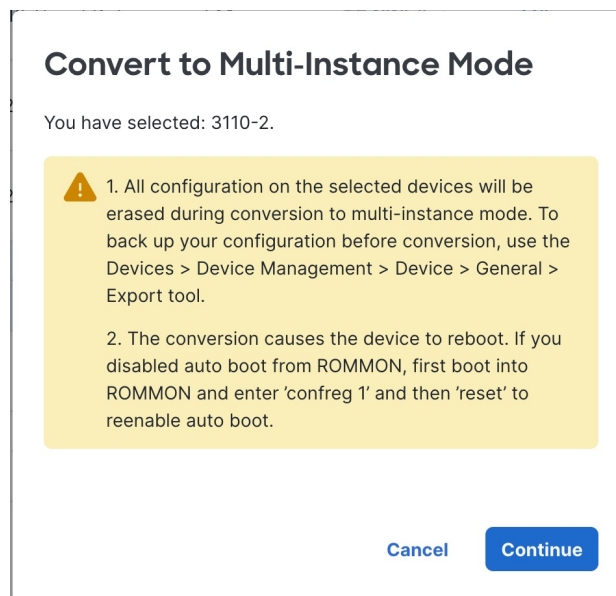 Convert to Multi-Instance Mode
You have selected: 3110-2.
1. All configuration on the selected devices will be
erased during conversion to multi-instance mode. To
back up your configuration before conversion, use the
Devices > Device Management > Device > General >
Export tool.
2. The conversion causes the device to reboot. If you
disabled auto boot from ROMMON, first boot into
ROMMON and enter ’confreg 1’ and then ’reset’ to
reenable auto boot.
Cancel
Continue